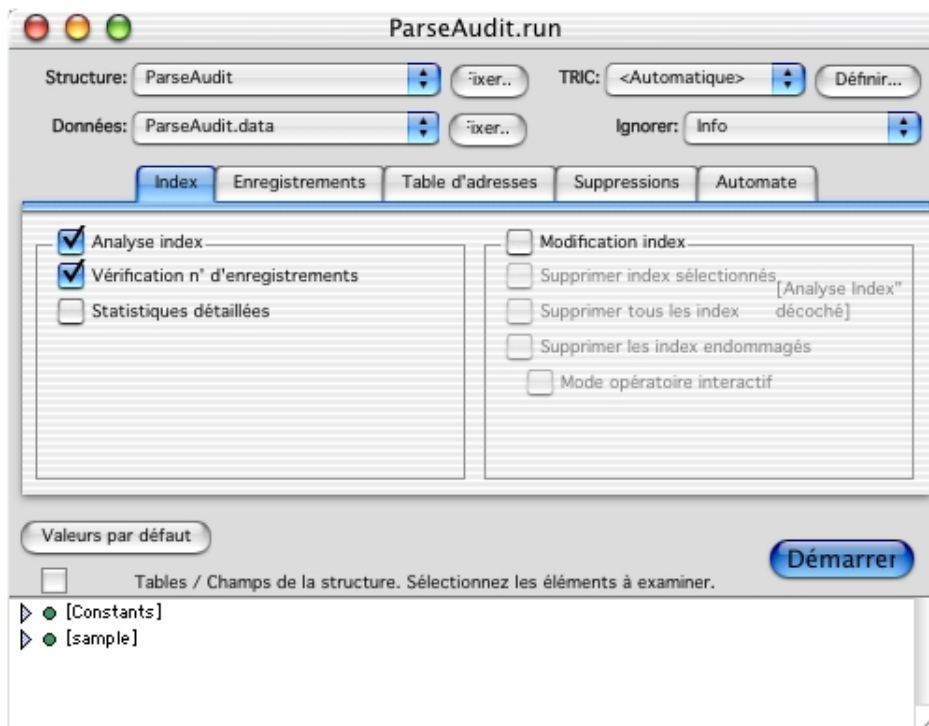 ParseAudit.run
Structure: ParseAudit ixer.. TRIC: <Automatique> Définir...
Données: ParseAudit.data ixer.. Ignorer: Info
Index Enregistrements Table d'adresses Suppressions Automate
Analyse index
Vérification n° d'enregistrements
Statistiques détaillées
Modification index
Supprimer index sélectionnés
[Analyse Index"
Supprimer tous les index décoché]
Supprimer les index endommagés
Mode opératoire interactif
Valeurs par défaut
Démarrer
Tables / Champs de la structure. Sélectionnez les éléments à examiner.
[Constants]
[sample]